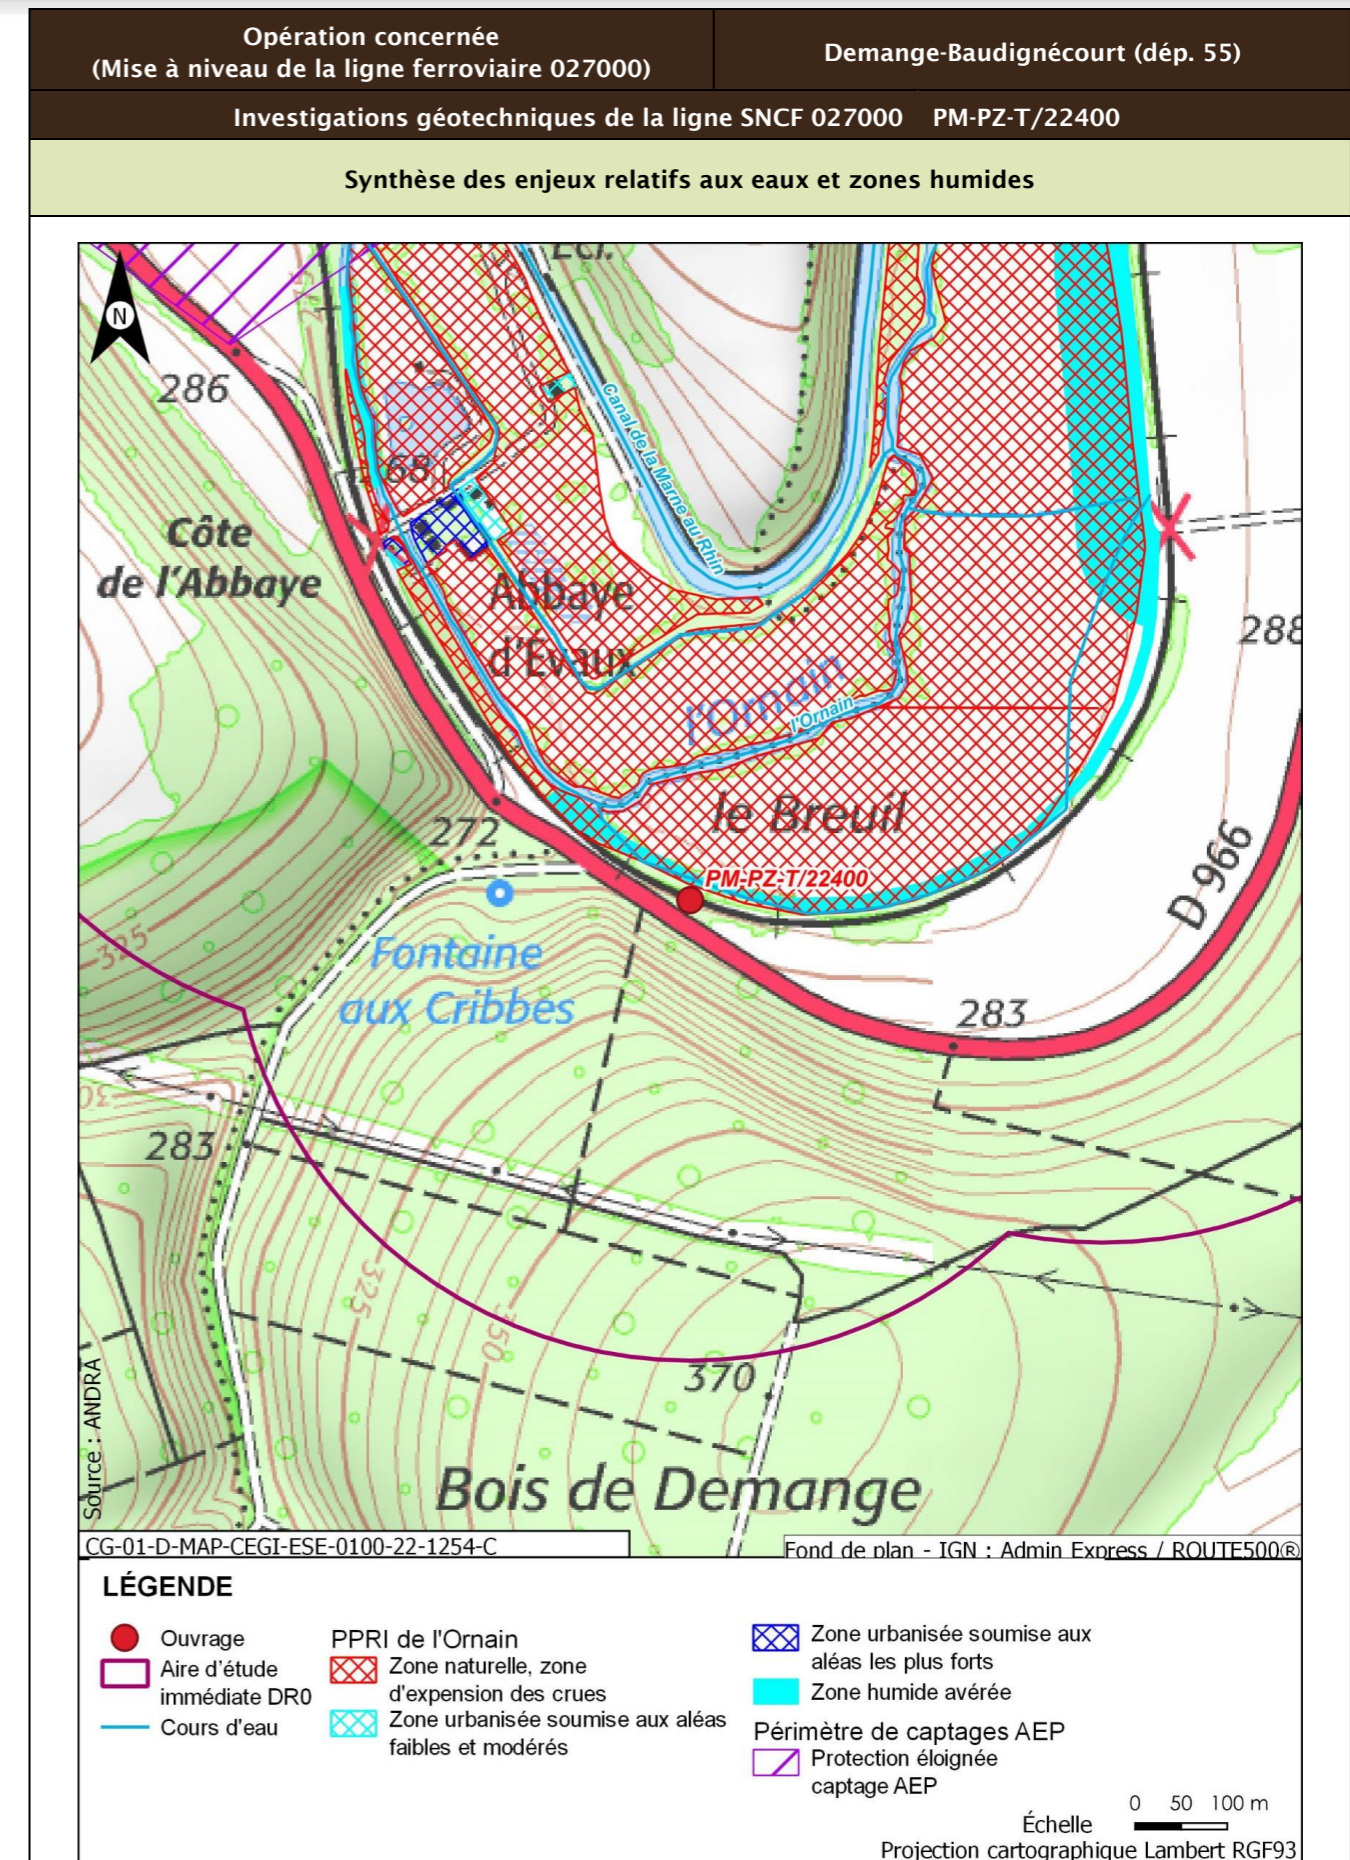 Opération concernée
(Mise à niveau de la ligne ferroviaire 027000)
Demange-Baudignécourt (dép. 55)
Investigations géotechniques de la ligne SNCF 027000 PM-PZ-T/22400
Synthèse des enjeux relatifs aux eaux et zones humides
Ecl.
N
286
Canal de la Marne au Rhin
268
Côte
de l'Abbaye
Abbaye
d'Evaux
288
l'Ornain
l'Ornain
le Breuil
272
D 966
PM-PZ-T/22400
325
Fontaine
aux Cribbes
283
283
325
350
370
Bois de Demange
Source : ANDRA
CG-01-D-MAP-CEGI-ESE-0100-22-1254-C
Fond de plan - IGN : Admin Express / ROUTE500®
LÉGENDE
Ouvrage
Aire d'étude
immédiate DR0
Cours d'eau
PPRI de l'Ornain
Zone naturelle, zone
d'expension des crues
Zone urbanisée soumise aux aléas
faibles et modérés
Zone urbanisée soumise aux
aléas les plus forts
Zone humide avérée
Périmètre de captages AEP
Protection éloignée
captage AEP
0 50 100 m
Échelle
Projection cartographique Lambert RGF93